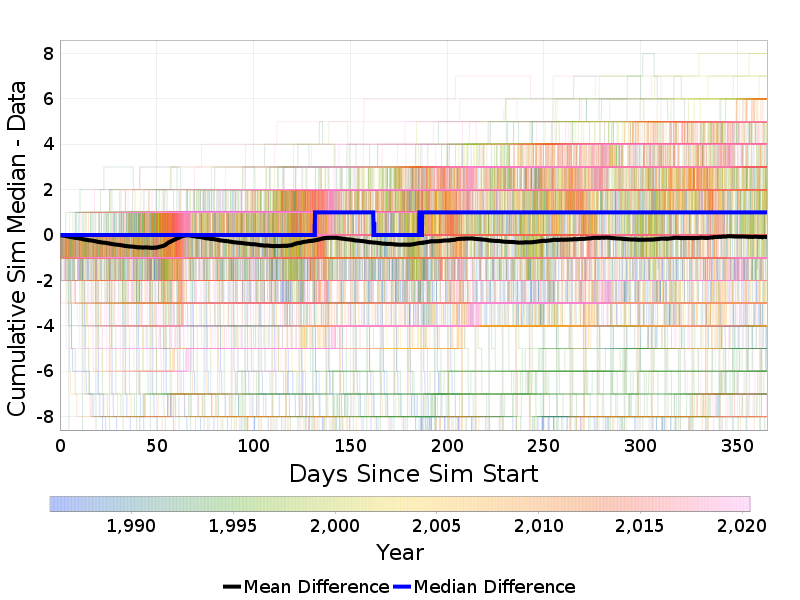 Cumulative Sim Median - Data
8
6
4
2
0
-2
-4
-6
-8
0 50 100 150 200 250 300 350
Days Since Sim Start
1,990 1,995 2,000 2,005 2,010 2,015 2,020
Year
Mean Difference Median Difference